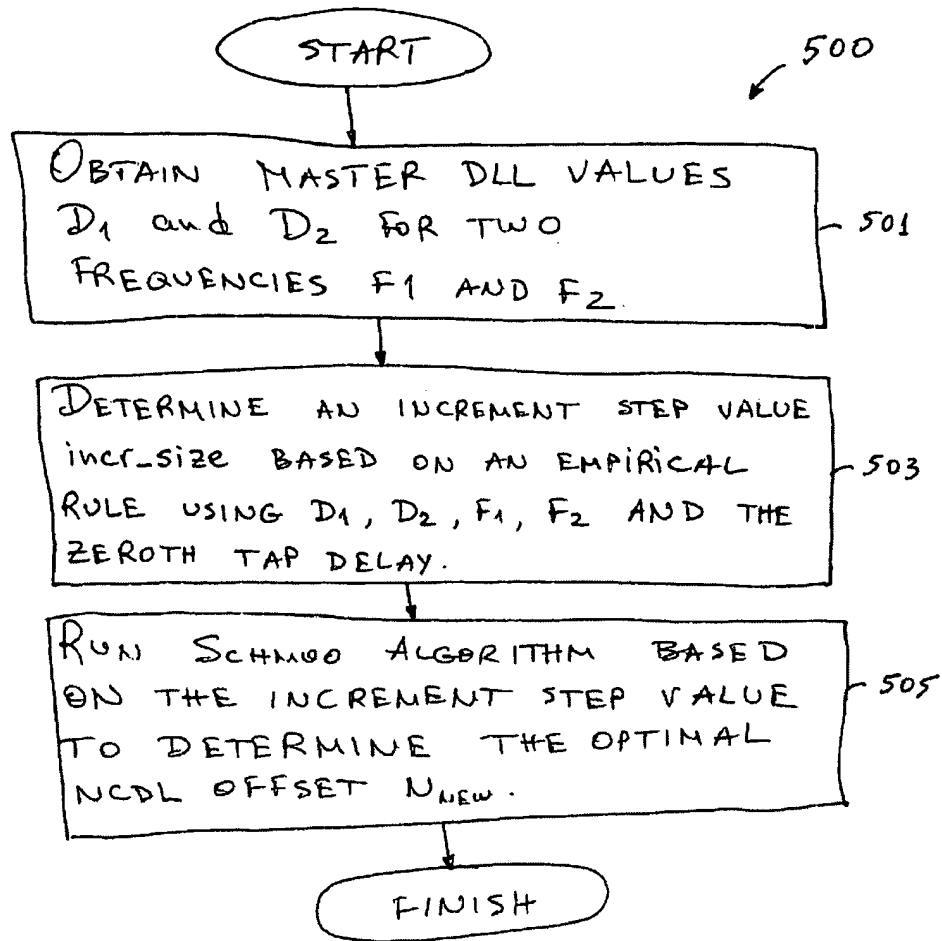 START
500
OBTAIN MASTER DLL VALUES
D1 and D2 FOR TWO
FREQUENCIES F1 AND F2.
501
DETERMINE AN INCREMENT STEP VALUE
incr_size BASED ON AN EMPIRICAL
RULE USING D1, D2, F1, F2 AND THE
ZEROTH TAP DELAY.
503
RUN SCHMOO ALGORITHM BASED
ON THE INCREMENT STEP VALUE
TO DETERMINE THE OPTIMAL
NCDL OFFSET NNEW.
505
FINISH